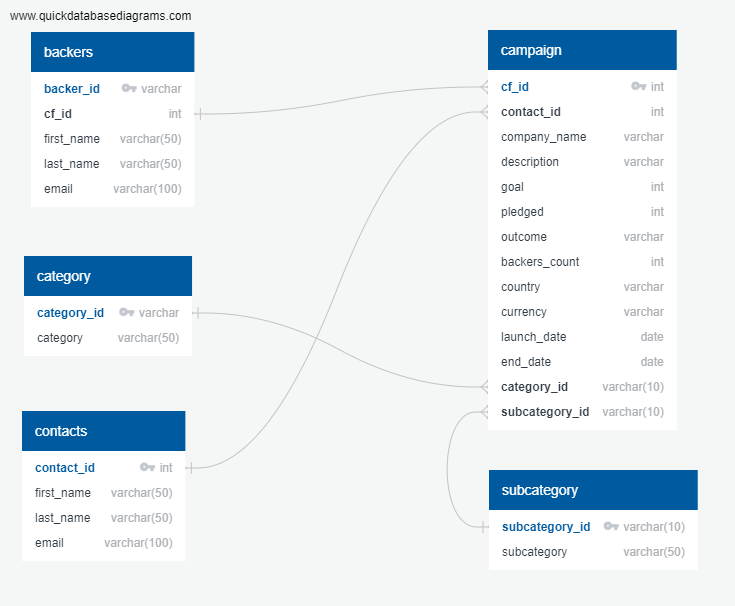 www.quickdatabasediagrams.com
backers
backer_id varchar
cf_id int
first_name varchar(50)
last_name varchar(50)
email varchar(100)
category
category_id varchar
category varchar(50)
contacts
contact_id int
first_name varchar(50)
last_name varchar(50)
email varchar(100)
campaign
cf_id int
contact_id int
company_name varchar
description varchar
goal int
pledged int
outcome varchar
backers_count int
country varchar
currency varchar
launch_date date
end_date date
category_id varchar(10)
subcategory_id varchar(10)
subcategory
subcategory_id varchar(10)
subcategory varchar(50)